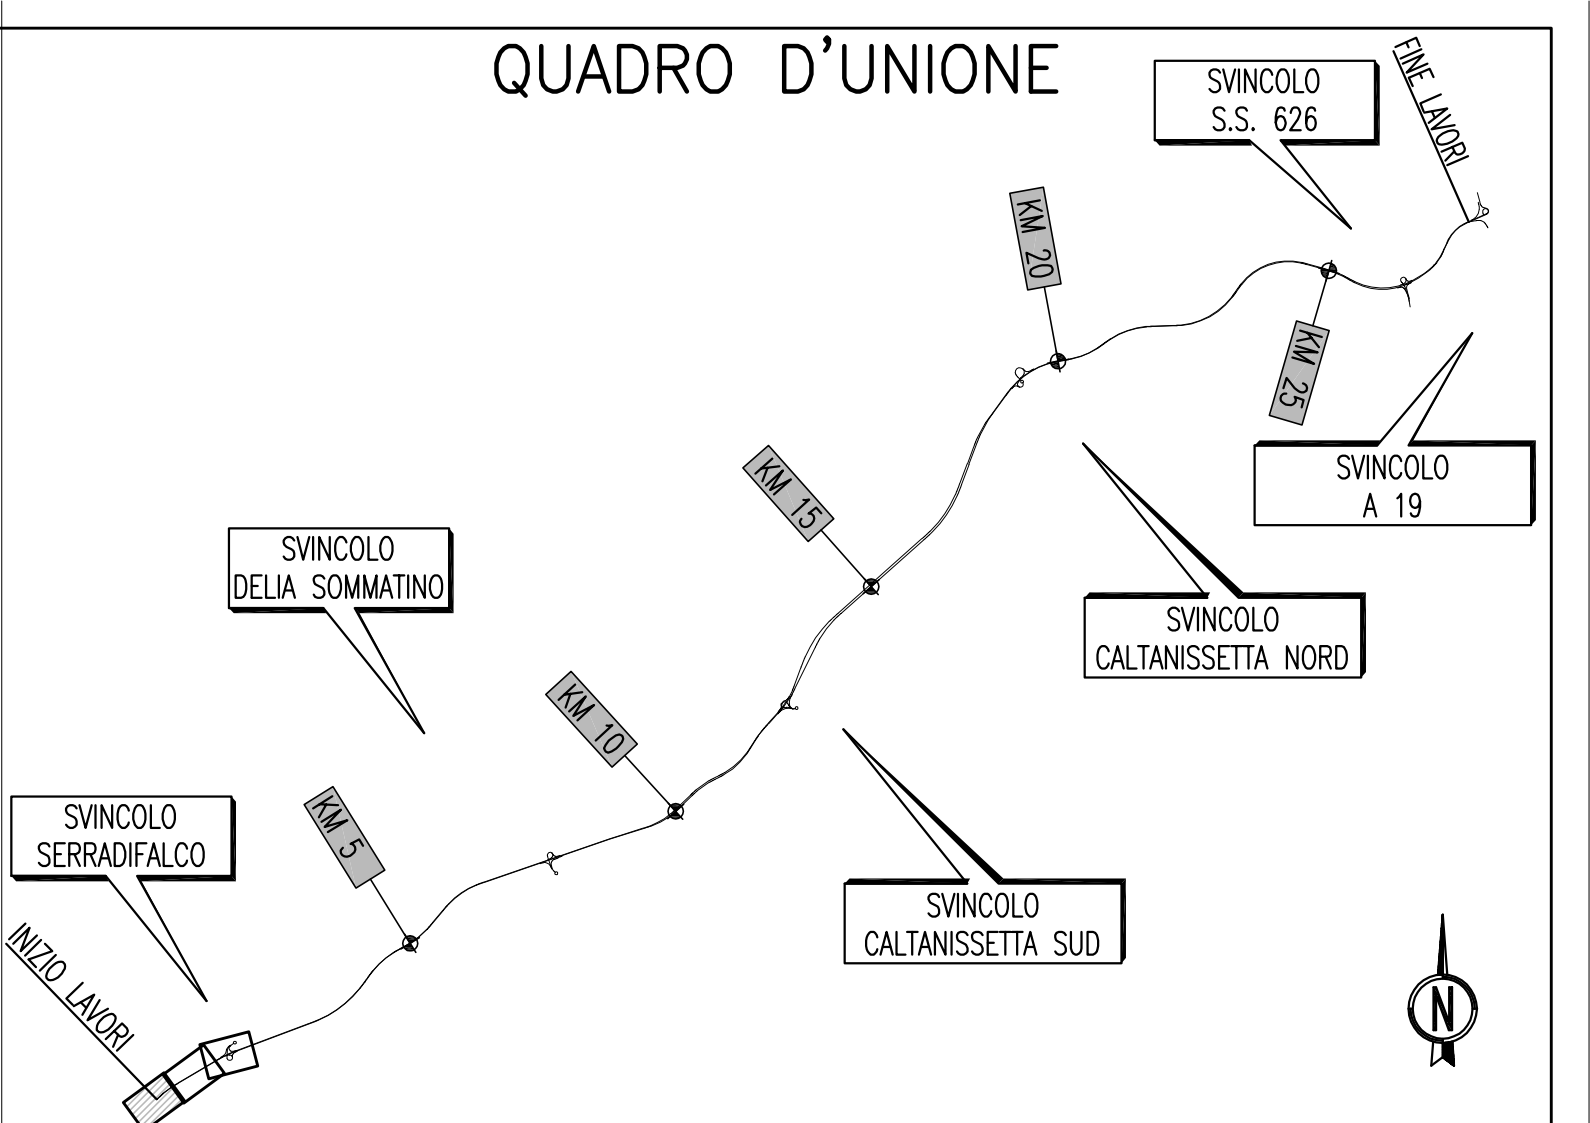 QUADRO D'UNIONE
FINE LAVORI
SVINCOLO
S.S. 626
KM 20
KM 25
SVINCOLO
A 19
KM 15
SVINCOLO
DELIA SOMMATINO
SVINCOLO
CALTANISSETTA NORD
KM 10
KM 5
SVINCOLO
SERRADIFALCO
SVINCOLO
CALTANISSETTA SUD
INIZIO LAVORI
N